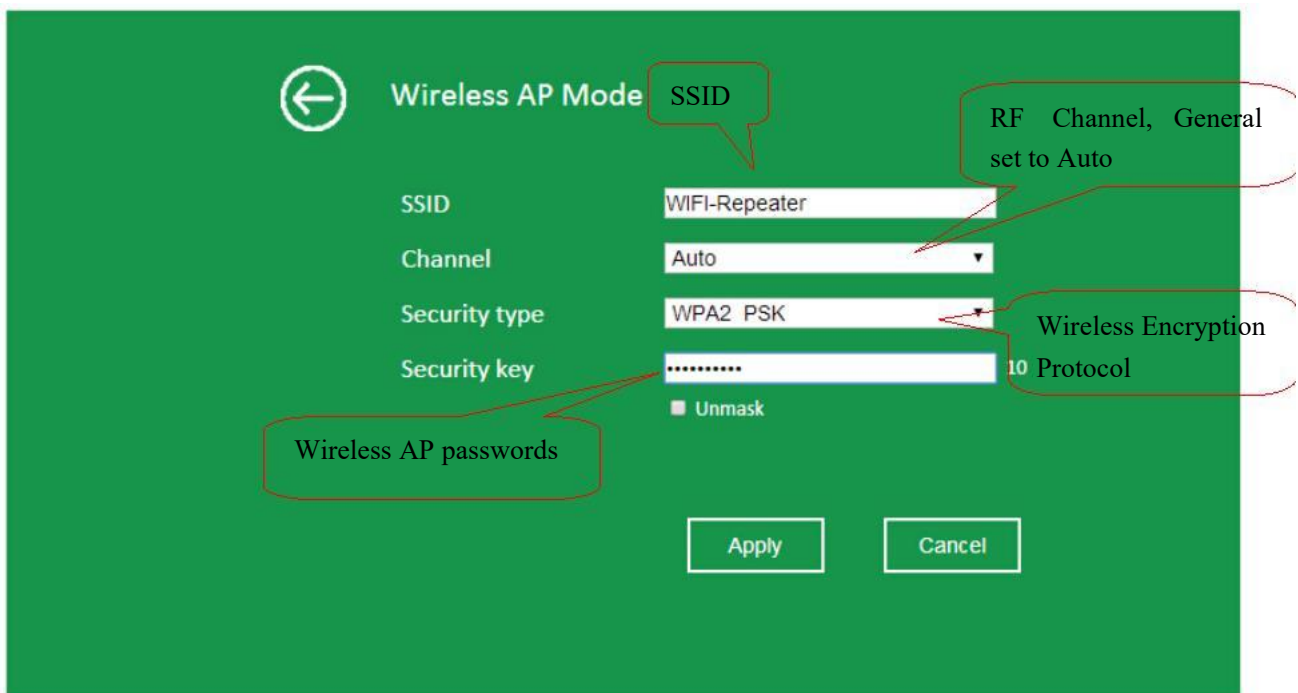 Wireless AP Mode
SSID
RF Channel, General
set to Auto
SSID
WIFI-Repeater
Channel
Auto
Security type
WPA2 PSK
Wireless Encryption
Protocol
Security key
••••••••••
10
Unmask
Wireless AP passwords
Apply
Cancel